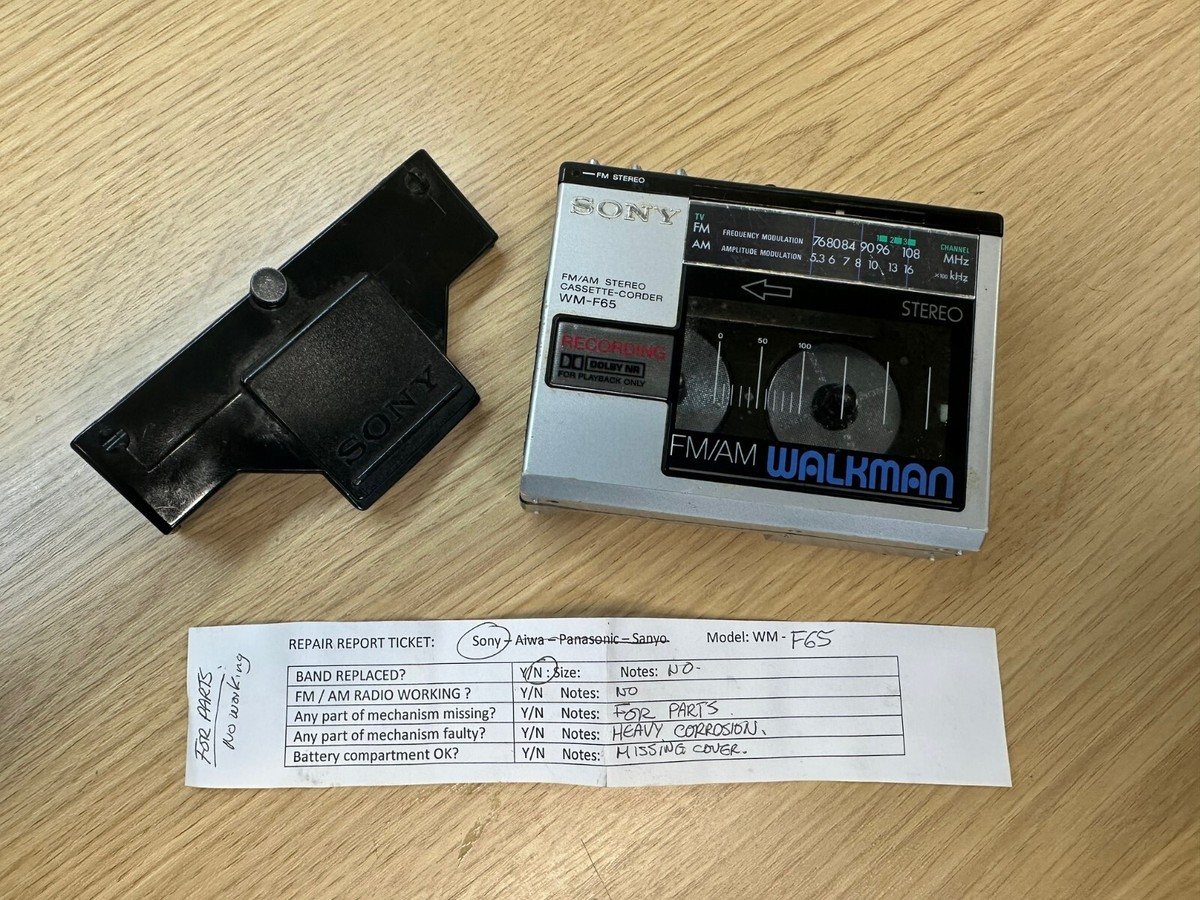 FM STEREO
SONY
TV
FM FREQUENCY MODULATION 76 80 84 90 96 108 MHz
1 2 3 CHANNEL
AM AMPLITUDE MODULATION 5.3 6 7 8 10 13 16 ×100 kHz
FM/AM STEREO
CASSETTE-CORDER
WM-F65
STEREO
RECORDING
DOLBY NR
FOR PLAYBACK ONLY
0 50 100
FM/AM WALKMAN
SONY
REPAIR REPORT TICKET: Sony – Aiwa – Panasonic – Sanyo Model: WM - F65
BAND REPLACED? Y/N : Size: Notes: NO-
FM / AM RADIO WORKING ? Y/N Notes: NO
Any part of mechanism missing? Y/N Notes: FOR PARTS.
Any part of mechanism faulty? Y/N Notes: HEAVY CORROSION.
Battery compartment OK? Y/N Notes: MISSING COVER.
FOR PARTS
No working